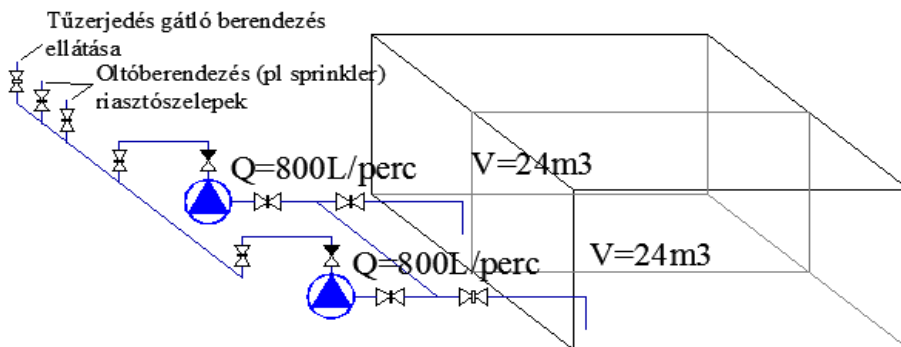 Tűzerjedés gátló berendezés
ellátása
Oltóberendezés (pl sprinkler)
riasztószelepek
Q=800L/perc
V=24m3
Q=800L/perc
V=24m3